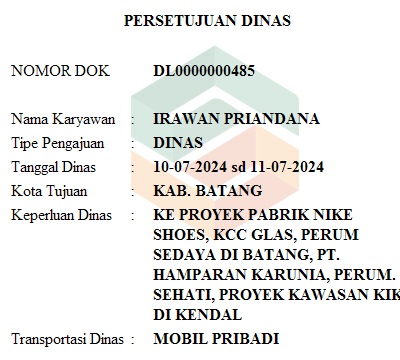 PERSETUJUAN DINAS
NOMOR DOK DL0000000485
Nama Karyawan : IRAWAN PRIANDANA
Tipe Pengajuan : DINAS
Tanggal Dinas : 10-07-2024 sd 11-07-2024
Kota Tujuan : KAB. BATANG
Keperluan Dinas : KE PROYEK PABRIK NIKE
SHOES, KCC GLAS, PERUM
SEDAYA DI BATANG, PT.
HAMPARAN KARUNIA, PERUM.
SEHATI, PROYEK KAWASAN KIK
DI KENDAL
Transportasi Dinas : MOBIL PRIBADI